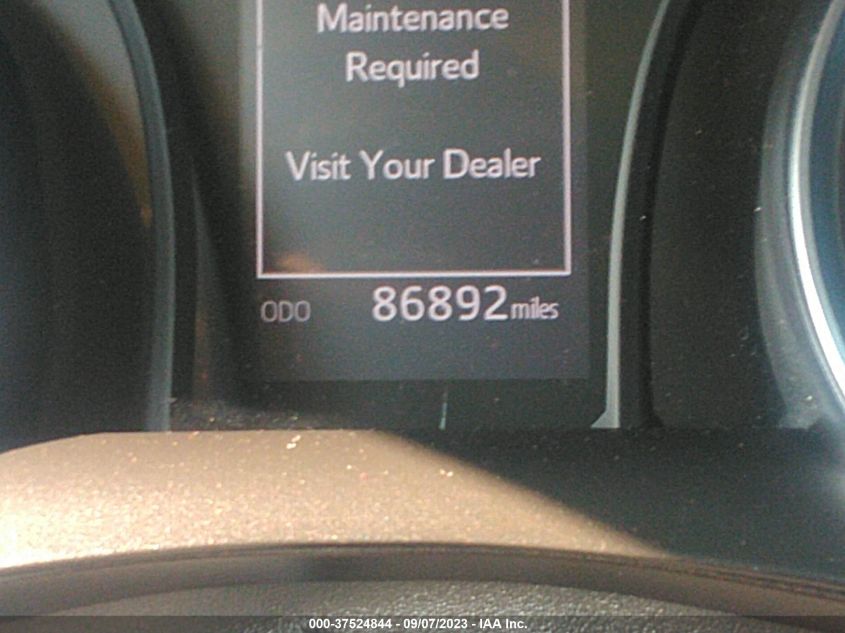 Maintenance
Required
Visit Your Dealer
ODO 86892 miles
000-37524844 - 09/07/2023 - IAA Inc.